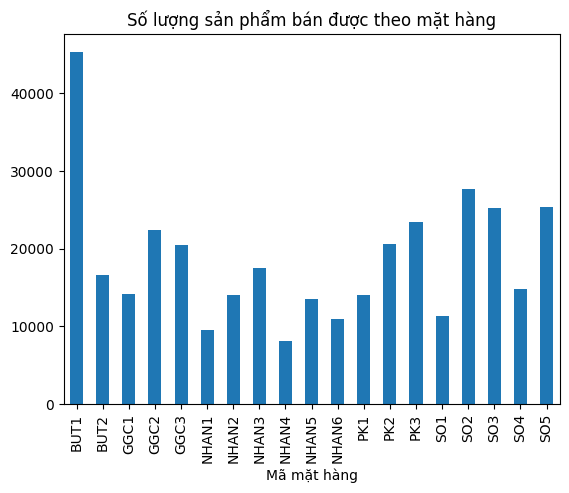 Số lượng sản phẩm bán được theo mặt hàng
40000
30000
20000
10000
0
BUT1
BUT2
GGC1
GGC2
GGC3
NHAN1
NHAN2
NHAN3
NHAN4
NHAN5
NHAN6
PK1
PK2
PK3
SO1
SO2
SO3
SO4
SO5
Mã mặt hàng